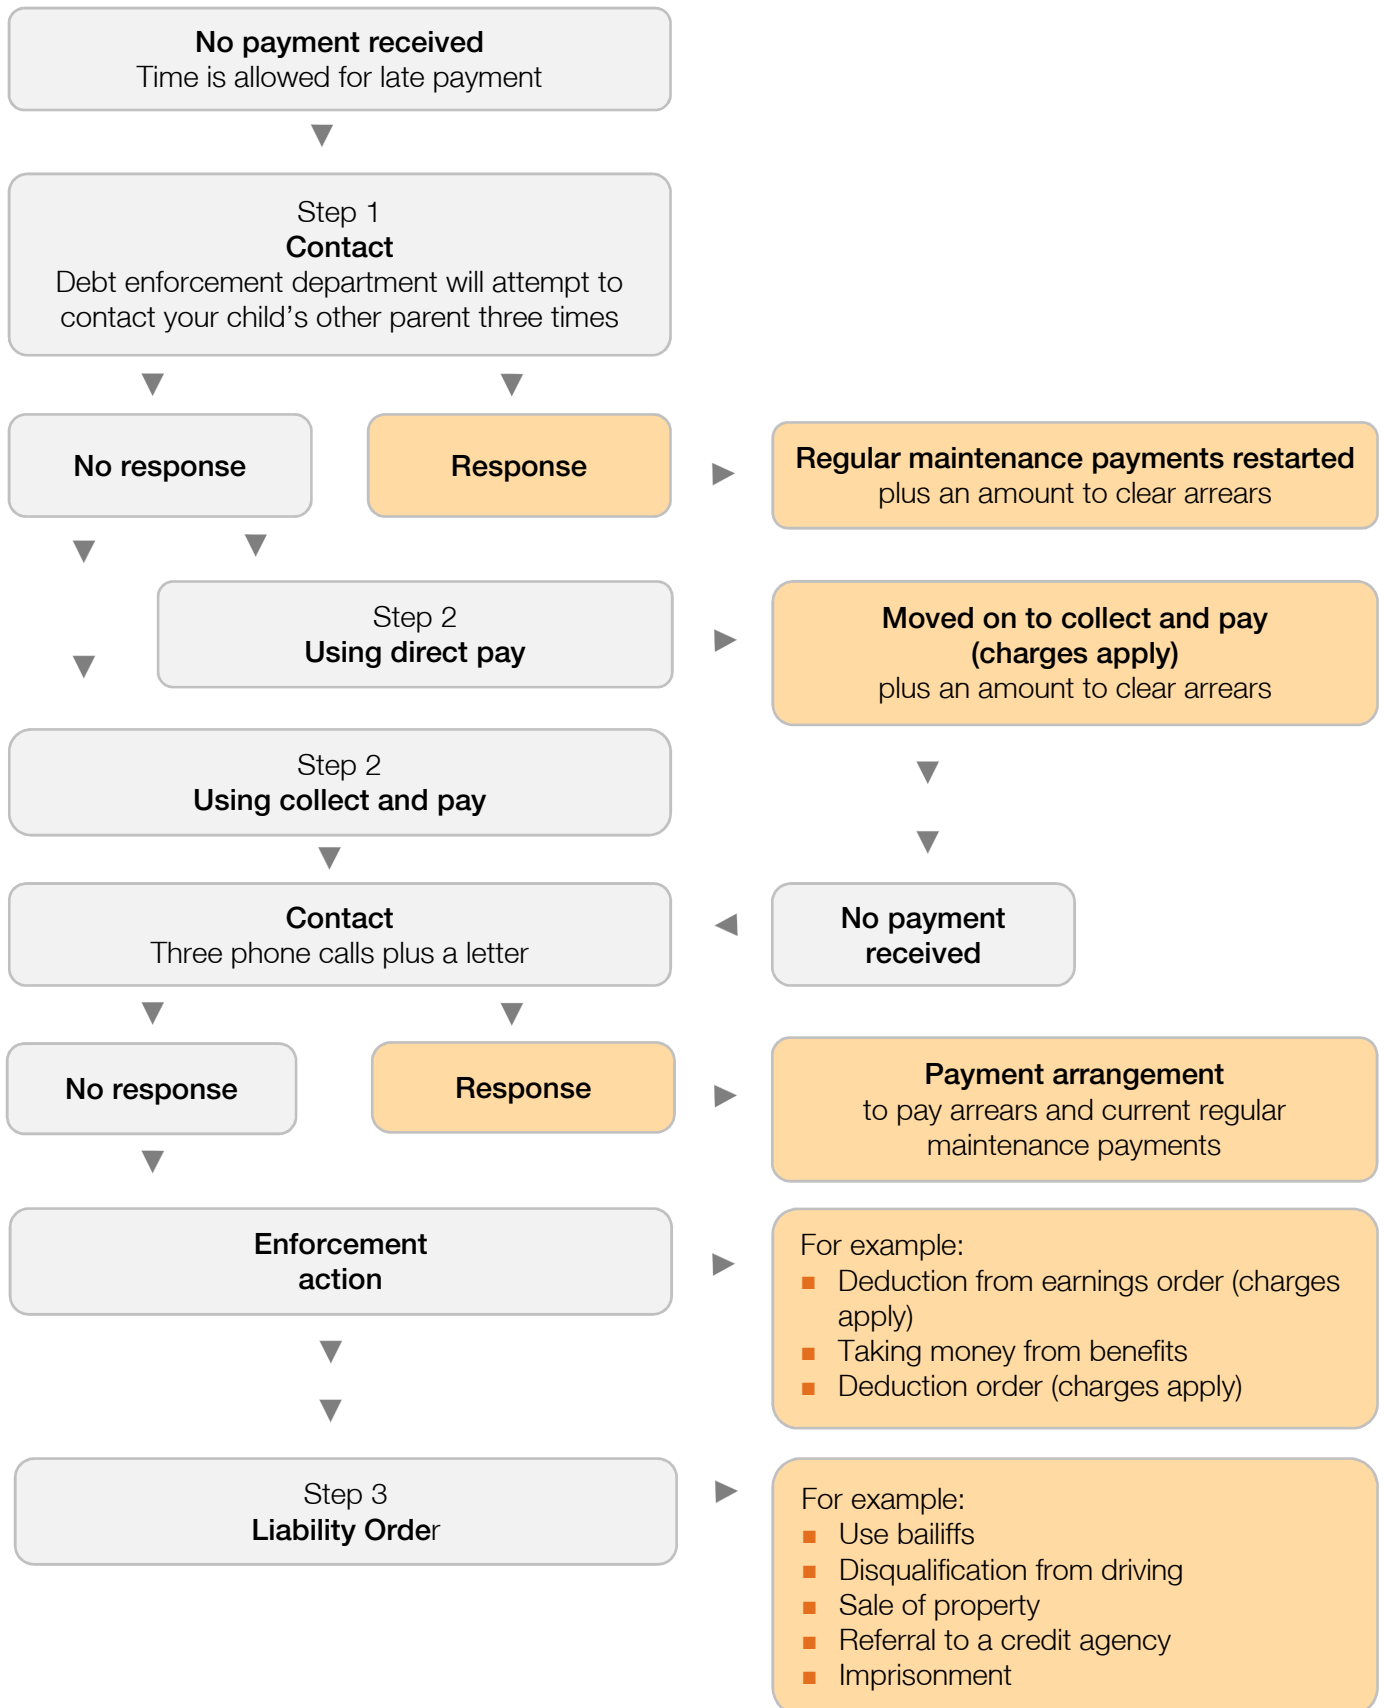 No payment received
Time is allowed for late payment
Step 1
Contact
Debt enforcement department will attempt to
contact your child’s other parent three times
No response
Response
Regular maintenance payments restarted
plus an amount to clear arrears
Step 2
Using direct pay
Moved on to collect and pay
(charges apply)
plus an amount to clear arrears
Step 2
Using collect and pay
Contact
Three phone calls plus a letter
No payment
received
No response
Response
Payment arrangement
to pay arrears and current regular
maintenance payments
Enforcement
action
For example:
■ Deduction from earnings order (charges
apply)
■ Taking money from benefits
■ Deduction order (charges apply)
Step 3
Liability Order
For example:
■ Use bailiffs
■ Disqualification from driving
■ Sale of property
■ Referral to a credit agency
■ Imprisonment